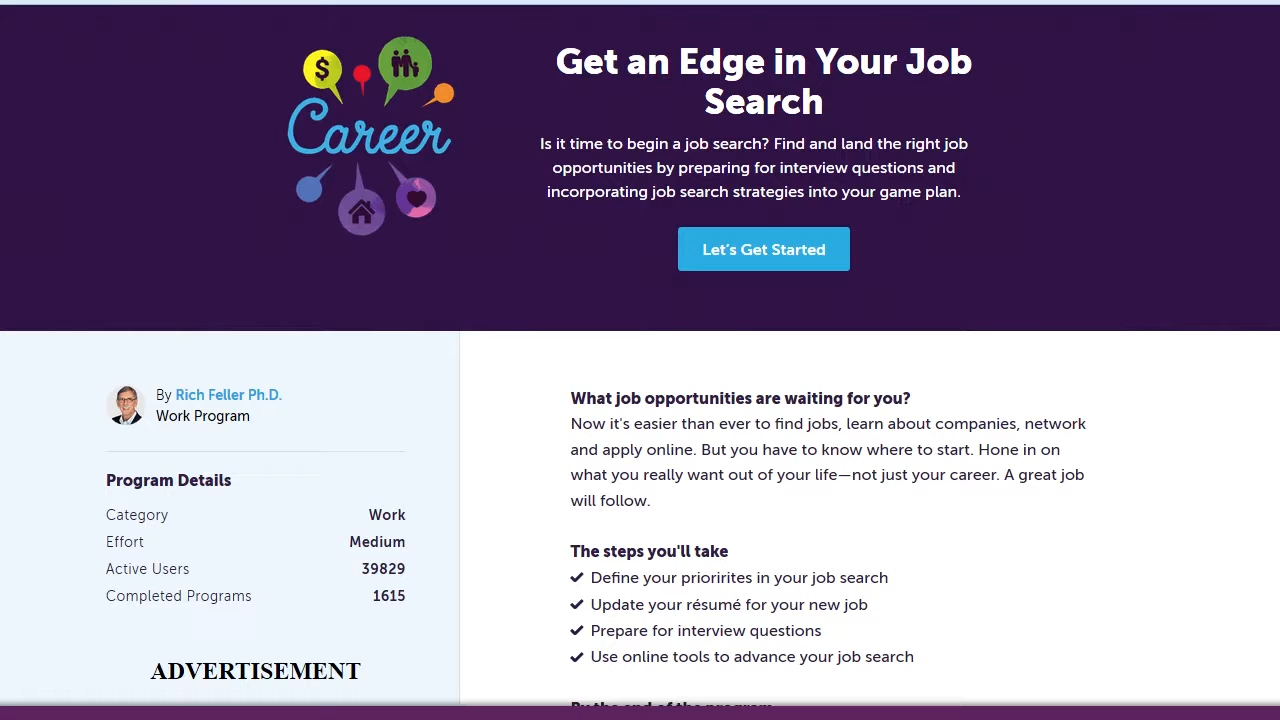 $
Career
Get an Edge in Your Job
Search
Is it time to begin a job search? Find and land the right job
opportunities by preparing for interview questions and
incorporating job search strategies into your game plan.
Let's Get Started
By Rich Feller Ph.D.
Work Program
Program Details
Category Work
Effort Medium
Active Users 39829
Completed Programs 1615
ADVERTISEMENT
What job opportunities are waiting for you?
Now it's easier than ever to find jobs, learn about companies, network
and apply online. But you have to know where to start. Hone in on
what you really want out of your life—not just your career. A great job
will follow.
The steps you'll take
Define your priorirites in your job search
Update your résumé for your new job
Prepare for interview questions
Use online tools to advance your job search
By the end of the program